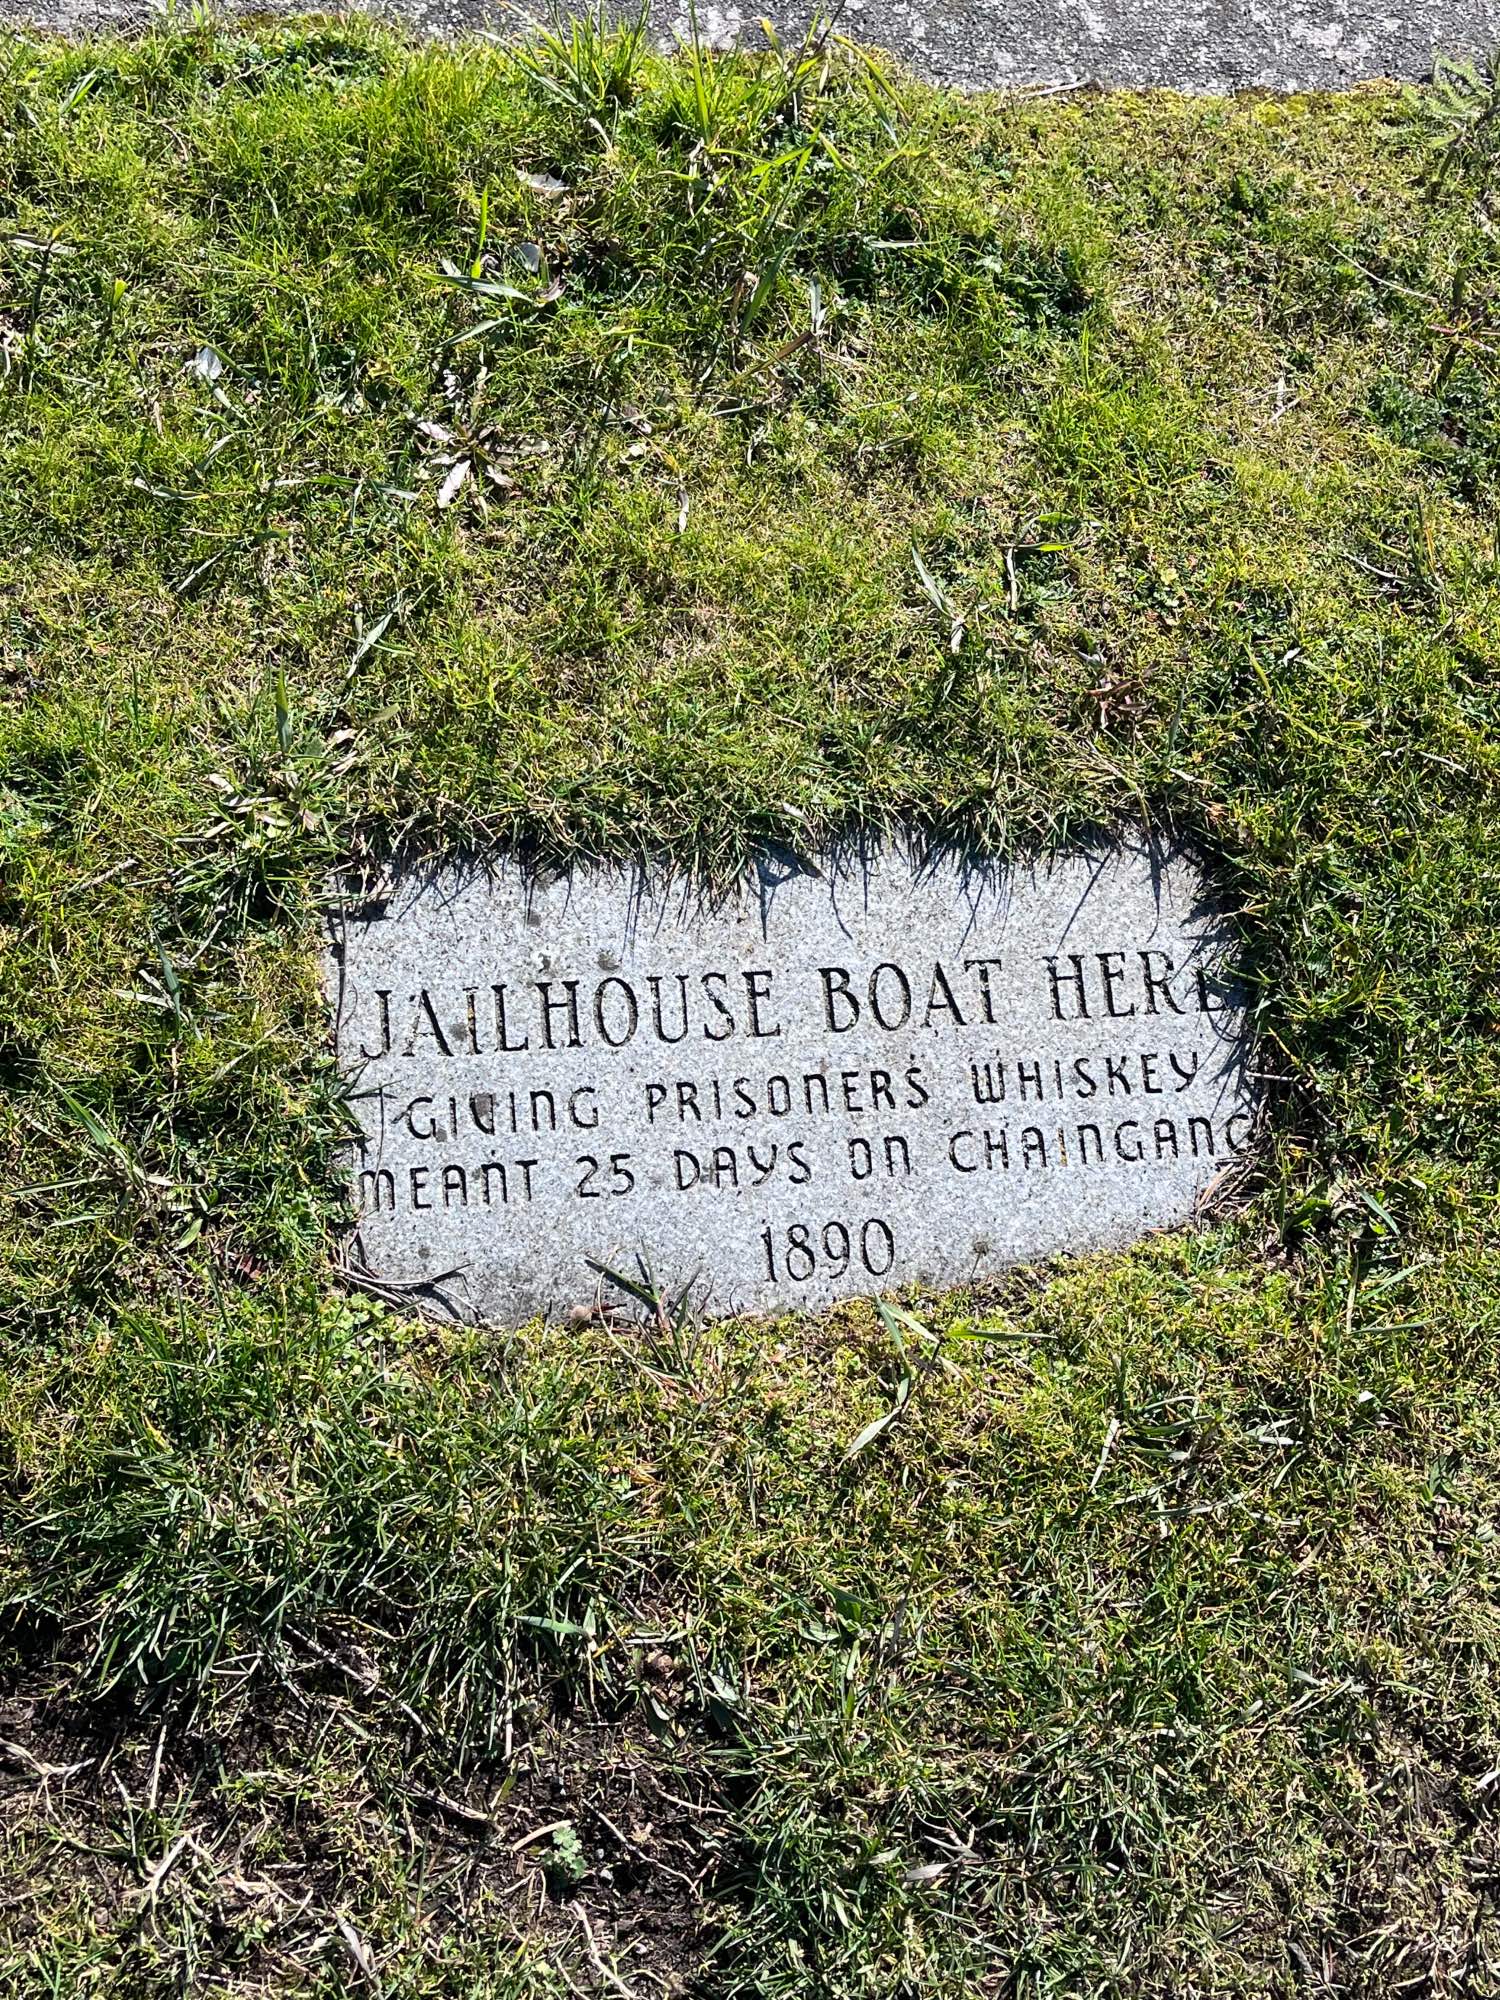 JAILHOUSE BOAT HERE
GIVING PRISONERS WHISKEY
MEANT 25 DAYS ON CHAINGANG
1890